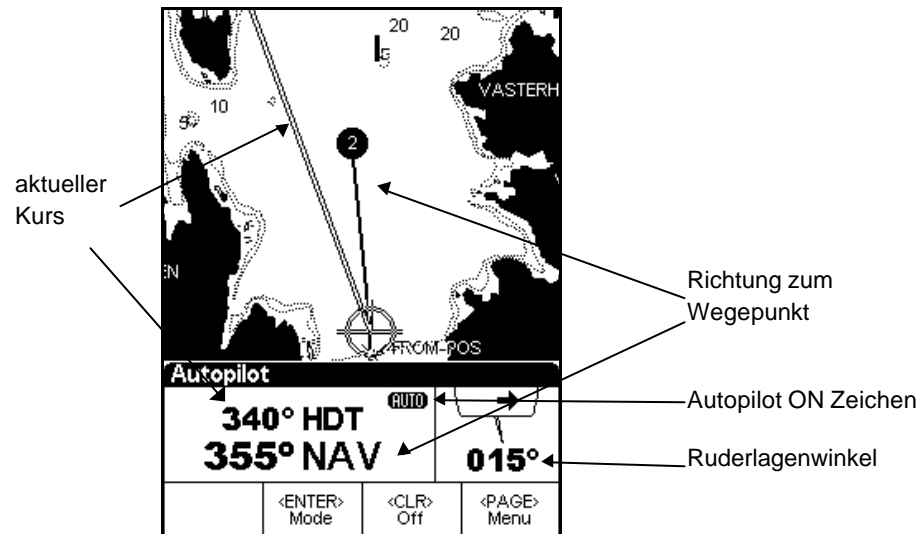 20
20
5
10
5
VASTERH
2
aktueller
Kurs
EN
Richtung zum
Wegepunkt
FROM-POS
Autopilot
AUTO
Autopilot ON Zeichen
340° HDT
355° NAV
015°
Ruderlagenwinkel
<ENTER>
Mode
<CLR>
Off
<PAGE>
Menu